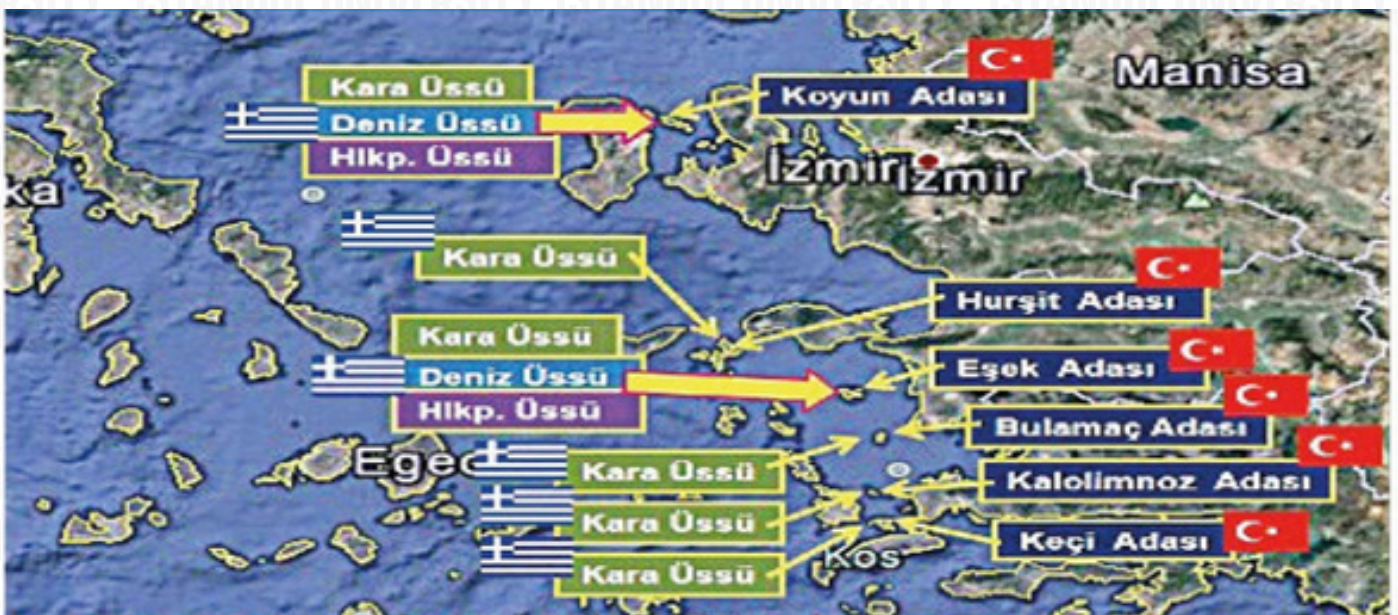 Manisa
Kara Üssü
Koyun Adası
Deniz Üssü
Hlkp. Üssü
İzmir
İzmir
ka
Kara Üssü
Hurşit Adası
Kara Üssü
Eşek Adası
Deniz Üssü
Hlkp. Üssü
Bulamaç Adası
Ege
Kara Üssü
Kalolimnoz Adası
Kara Üssü
Keçi Adası
Kos
Kara Üssü